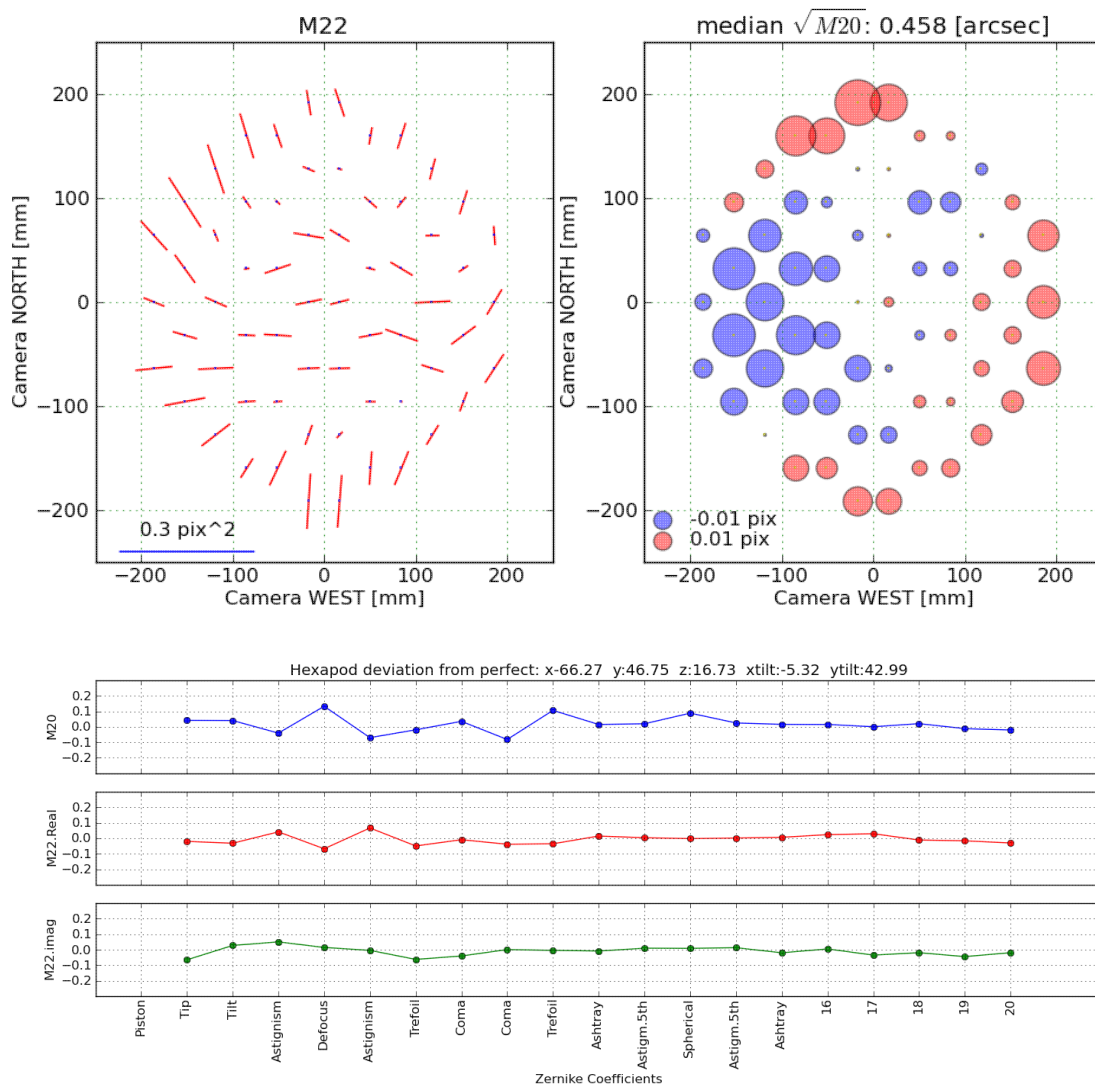 M22
median √M20: 0.458 [arcsec]
Camera NORTH [mm]
200
100
0
−100
−200
0.3 pix^2
−200 −100 0 100 200
Camera WEST [mm]
Camera NORTH [mm]
200
100
0
−100
−200
-0.01 pix
0.01 pix
−200 −100 0 100 200
Camera WEST [mm]
Hexapod deviation from perfect: x-66.27 y:46.75 z:16.73 xtilt:-5.32 ytilt:42.99
M20
0.2
0.1
0.0
−0.1
−0.2
M22.Real
0.2
0.1
0.0
−0.1
−0.2
M22.imag
0.2
0.1
0.0
−0.1
−0.2
Piston
Tip
Tilt
Astignism
Defocus
Astignism
Trefoil
Coma
Coma
Trefoil
Ashtray
Astigm.5th
Spherical
Astigm.5th
Ashtray
16
17
18
19
20
Zernike Coefficients